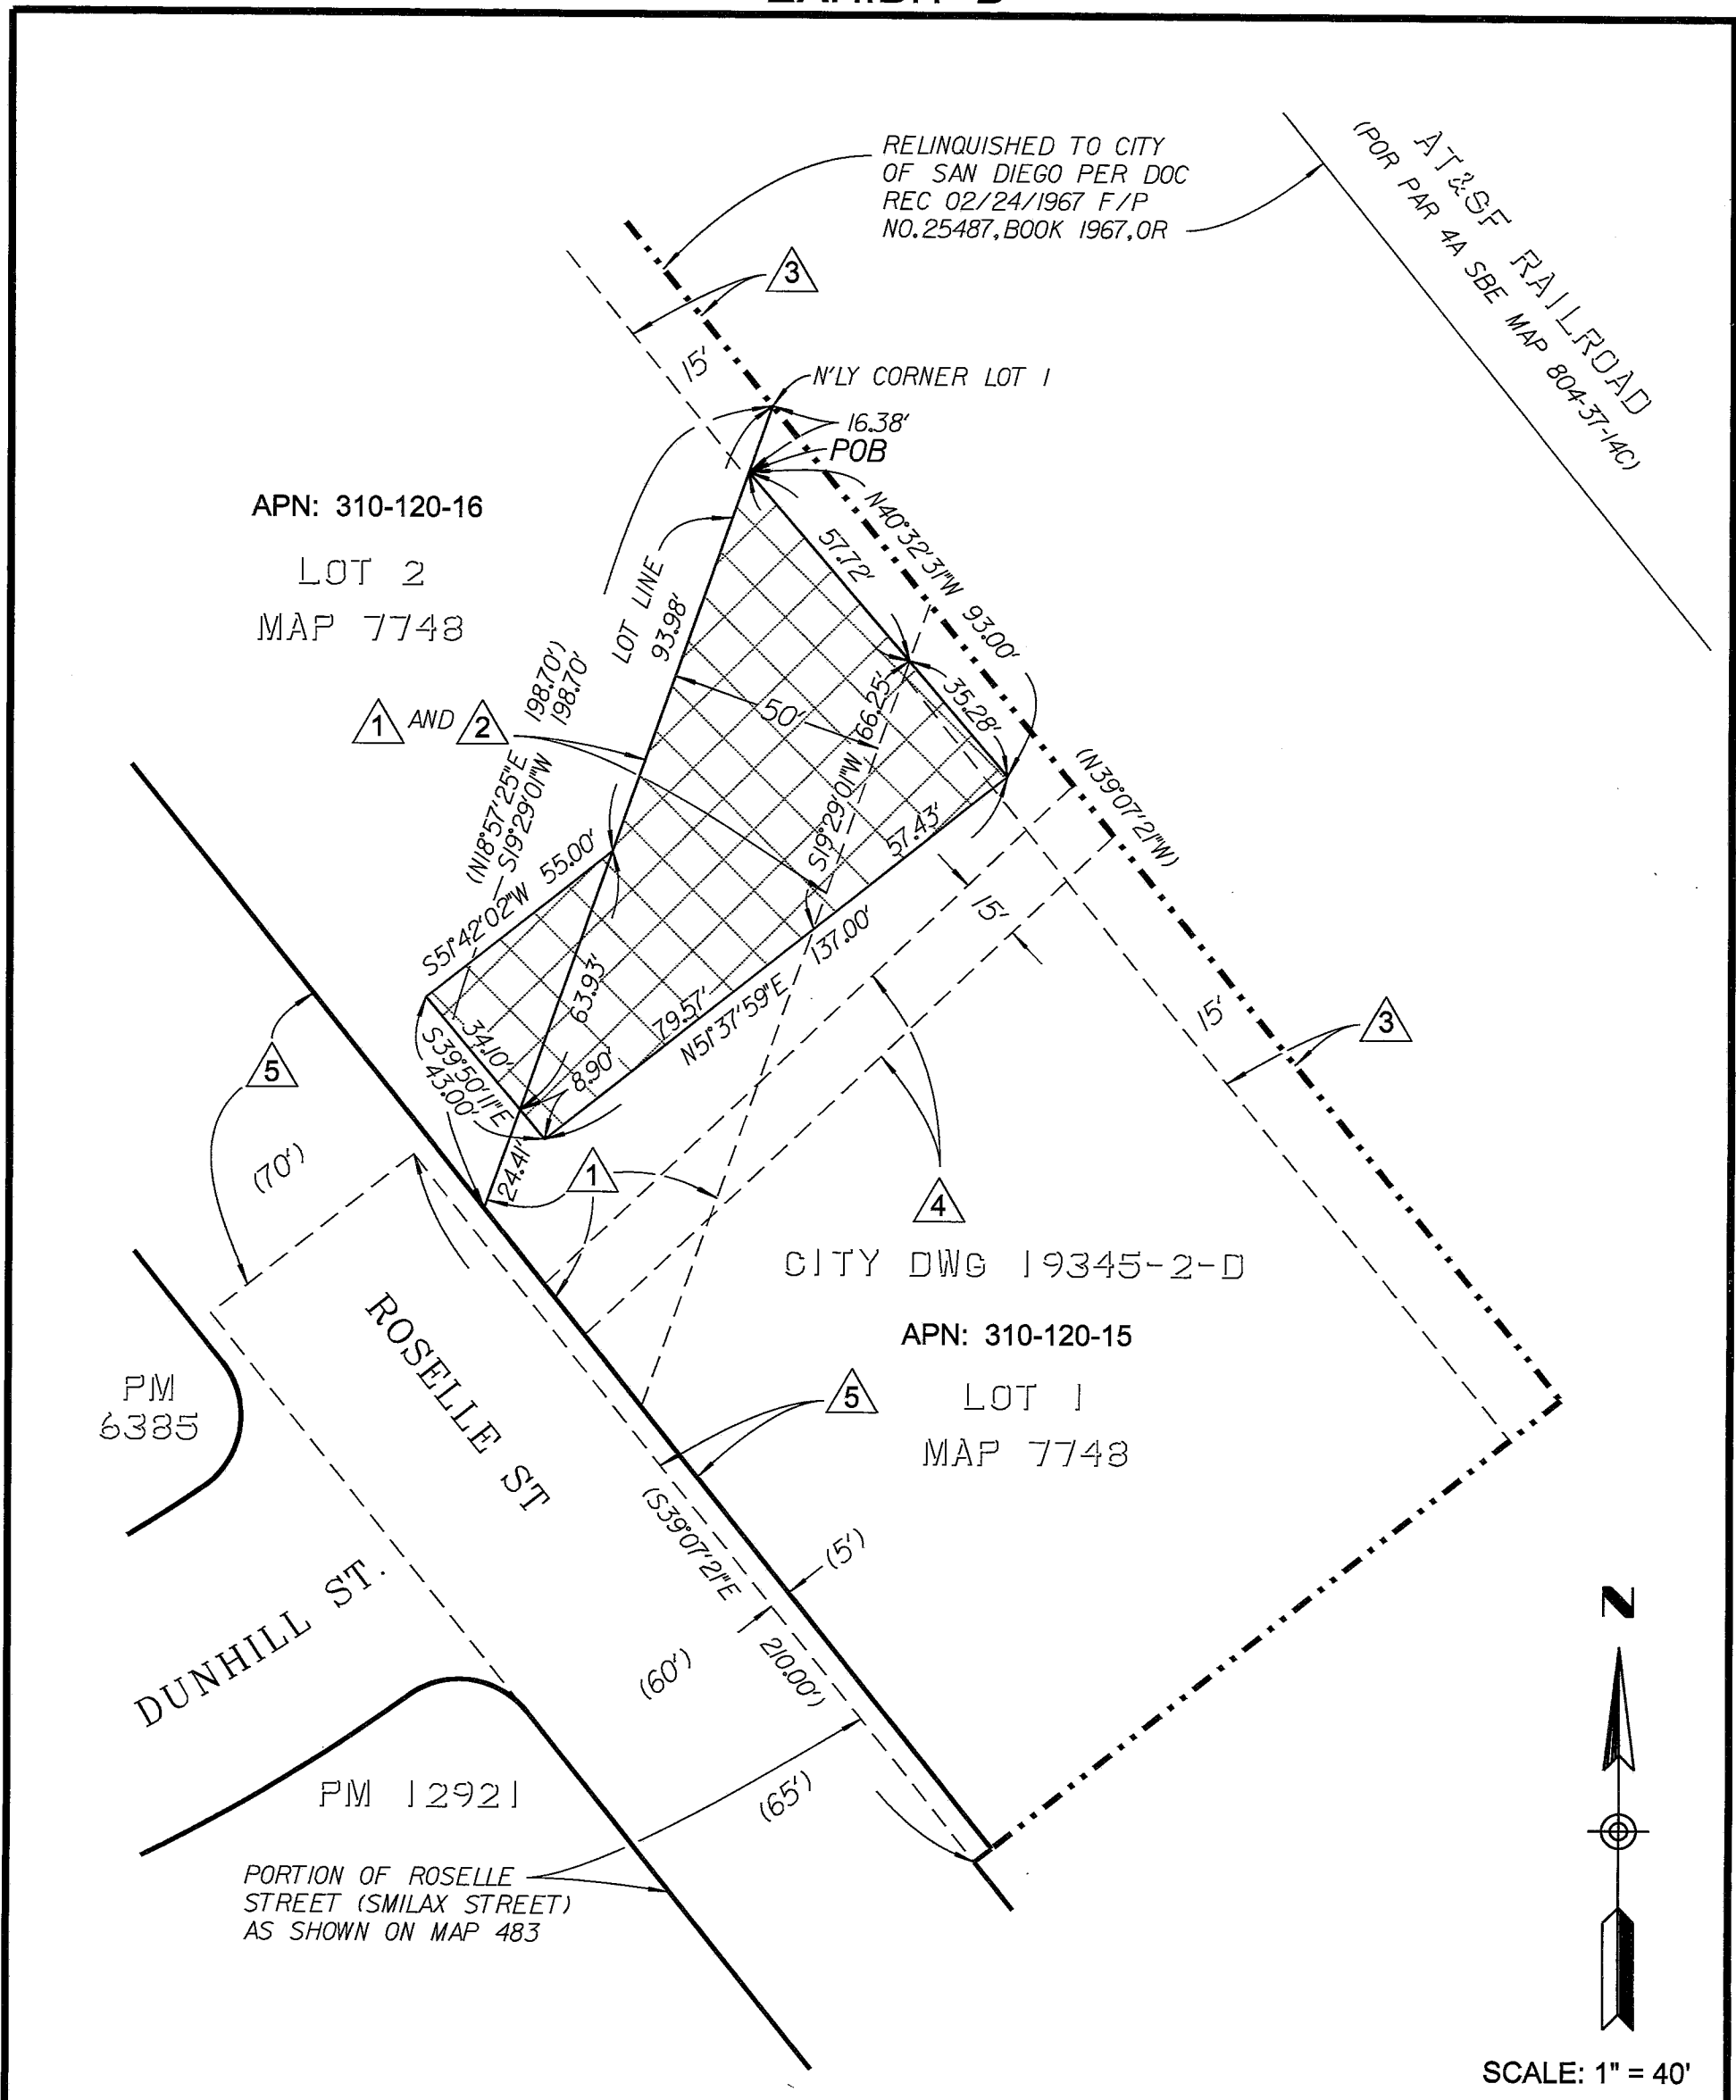 RELINQUISHED TO CITY
OF SAN DIEGO PER DOC
REC 02/24/1967 F/P
NO.25487,BOOK 1967,OR
AT&SF RAILROAD
(POR PAR 4A SBE MAP 804-37-14C)
3
15'
N'LY CORNER LOT 1
16.38'
POB
APN: 310-120-16
LOT 2
MAP 7748
N40°32'31"W 93.00'
57.72'
LOT LINE
93.98'
(N18°57'25"E 198.70')
S19°29'01"W 198.70'
1 AND 2
50'
S19°29'01"W 66.25'
35.28'
(N39°07'21"W)
57.43'
S51°42'02"W 55.00'
15'
137.00'
N51°37'59"E
63.93'
79.57'
34.10'
S39°50'11"E
43.00'
8.90'
15'
3
5
(70')
24.41'
1
4
CITY DWG 19345-2-D
APN: 310-120-15
5
LOT 1
MAP 7748
ROSELLE ST
PM
6385
(S39°07'21"E
210.00')
(5')
DUNHILL ST.
(60')
(65')
PM 12921
PORTION OF ROSELLE
STREET (SMILAX STREET)
AS SHOWN ON MAP 483
N
SCALE: 1" = 40'